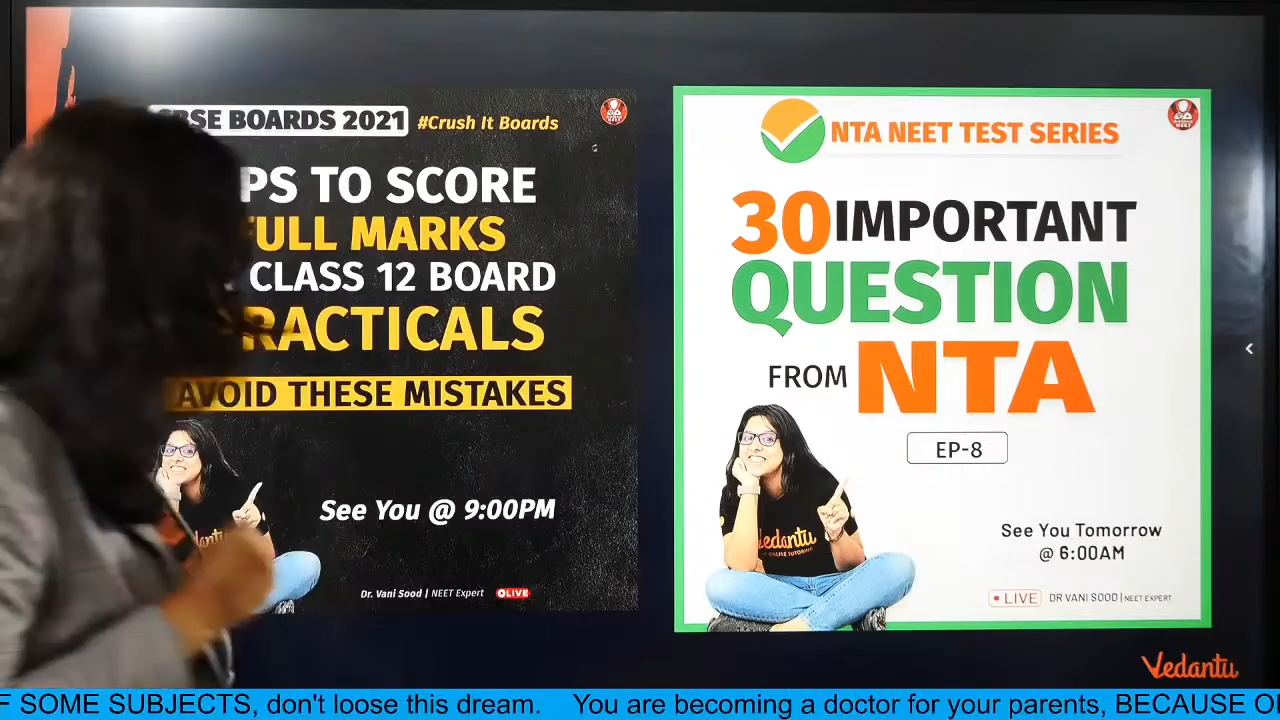 BSE BOARDS 2021 #Crush It Boards
PS TO SCORE
FULL MARKS
CLASS 12 BOARD
PRACTICALS
AVOID THESE MISTAKES
See You @ 9:00PM
Dr. Vani Sood | NEET Expert LIVE
NTA NEET TEST SERIES
30 IMPORTANT
QUESTION
FROM NTA
EP-8
Vedantu
See You Tomorrow
@ 6:00AM
LIVE DR VANI SOOD | NEET EXPERT
Vedantu
F SOME SUBJECTS, don't loose this dream. You are becoming a doctor for your parents, BECAUSE O